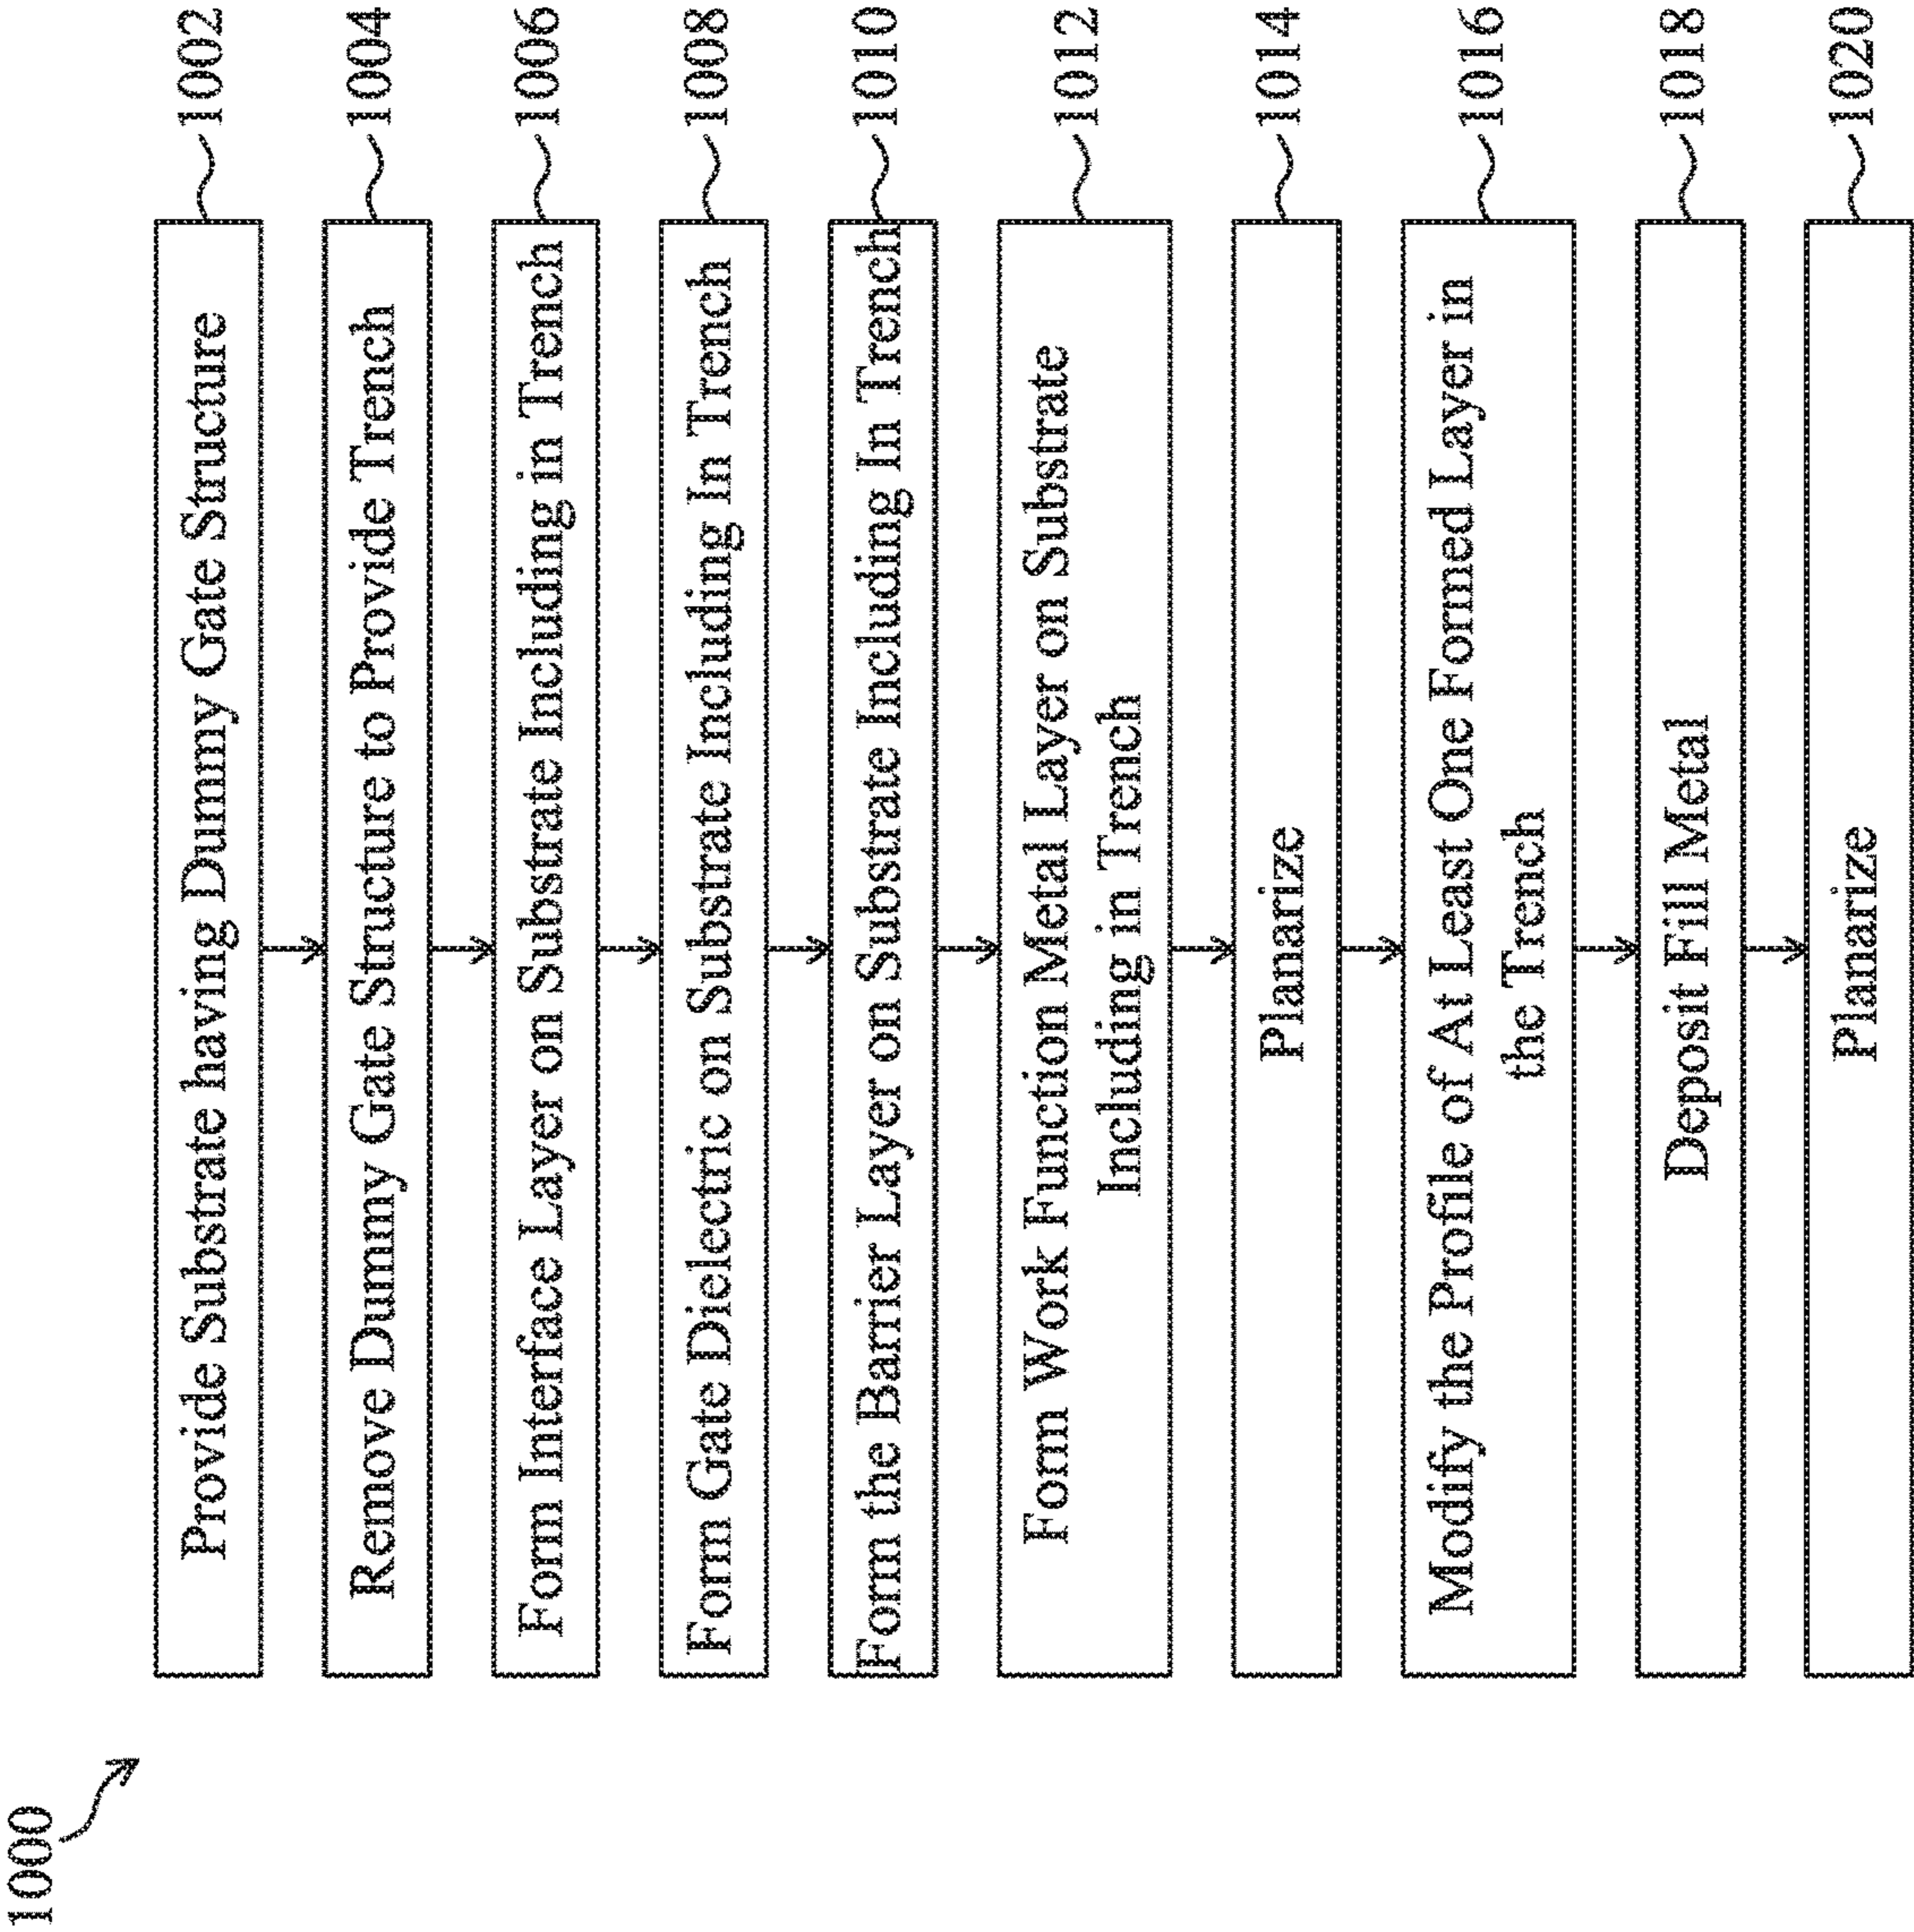 1000
Provide Substrate having Dummy Gate Structure
1002
Remove Dummy Gate Structure to Provide Trench
1004
Form Interface Layer on Substrate Including in Trench
1006
Form Gate Dielectric on Substrate Including In Trench
1008
Form the Barrier Layer on Substrate Including In Trench
1010
Form Work Function Metal Layer on Substrate
Including in Trench
1012
Planarize
1014
Modify the Profile of At Least One Formed Layer in
the Trench
1016
Deposit Fill Metal
1018
Planarize
1020